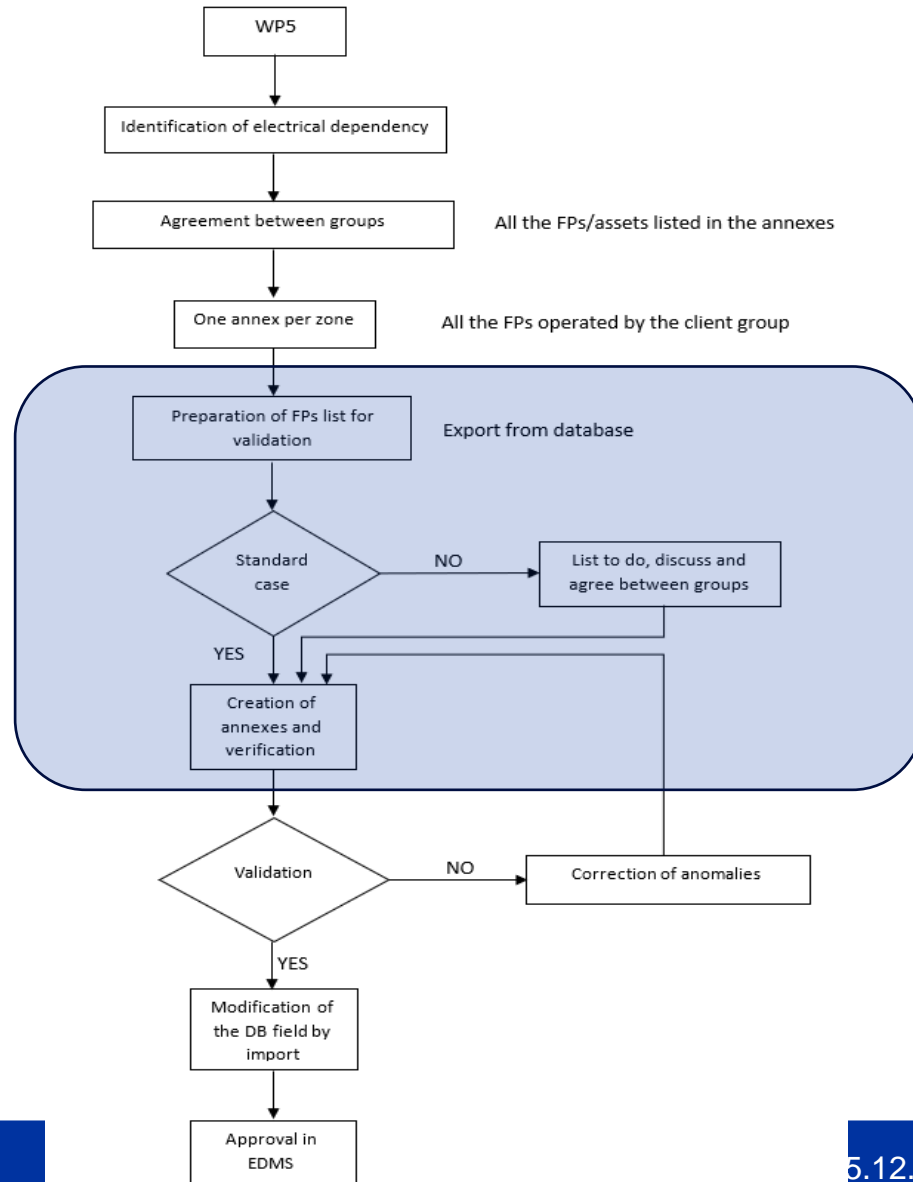 WP5
Identification of electrical dependency
Agreement between groups
All the FPs/assets listed in the annexes
One annex per zone
All the FPs operated by the client group
Preparation of FPs list for
validation
Export from database
Standard
case
NO
List to do, discuss and
agree between groups
YES
Creation of
annexes and
verification
Validation
NO
Correction of anomalies
YES
Modification of
the DB field by
import
Approval in
EDMS
5.12.